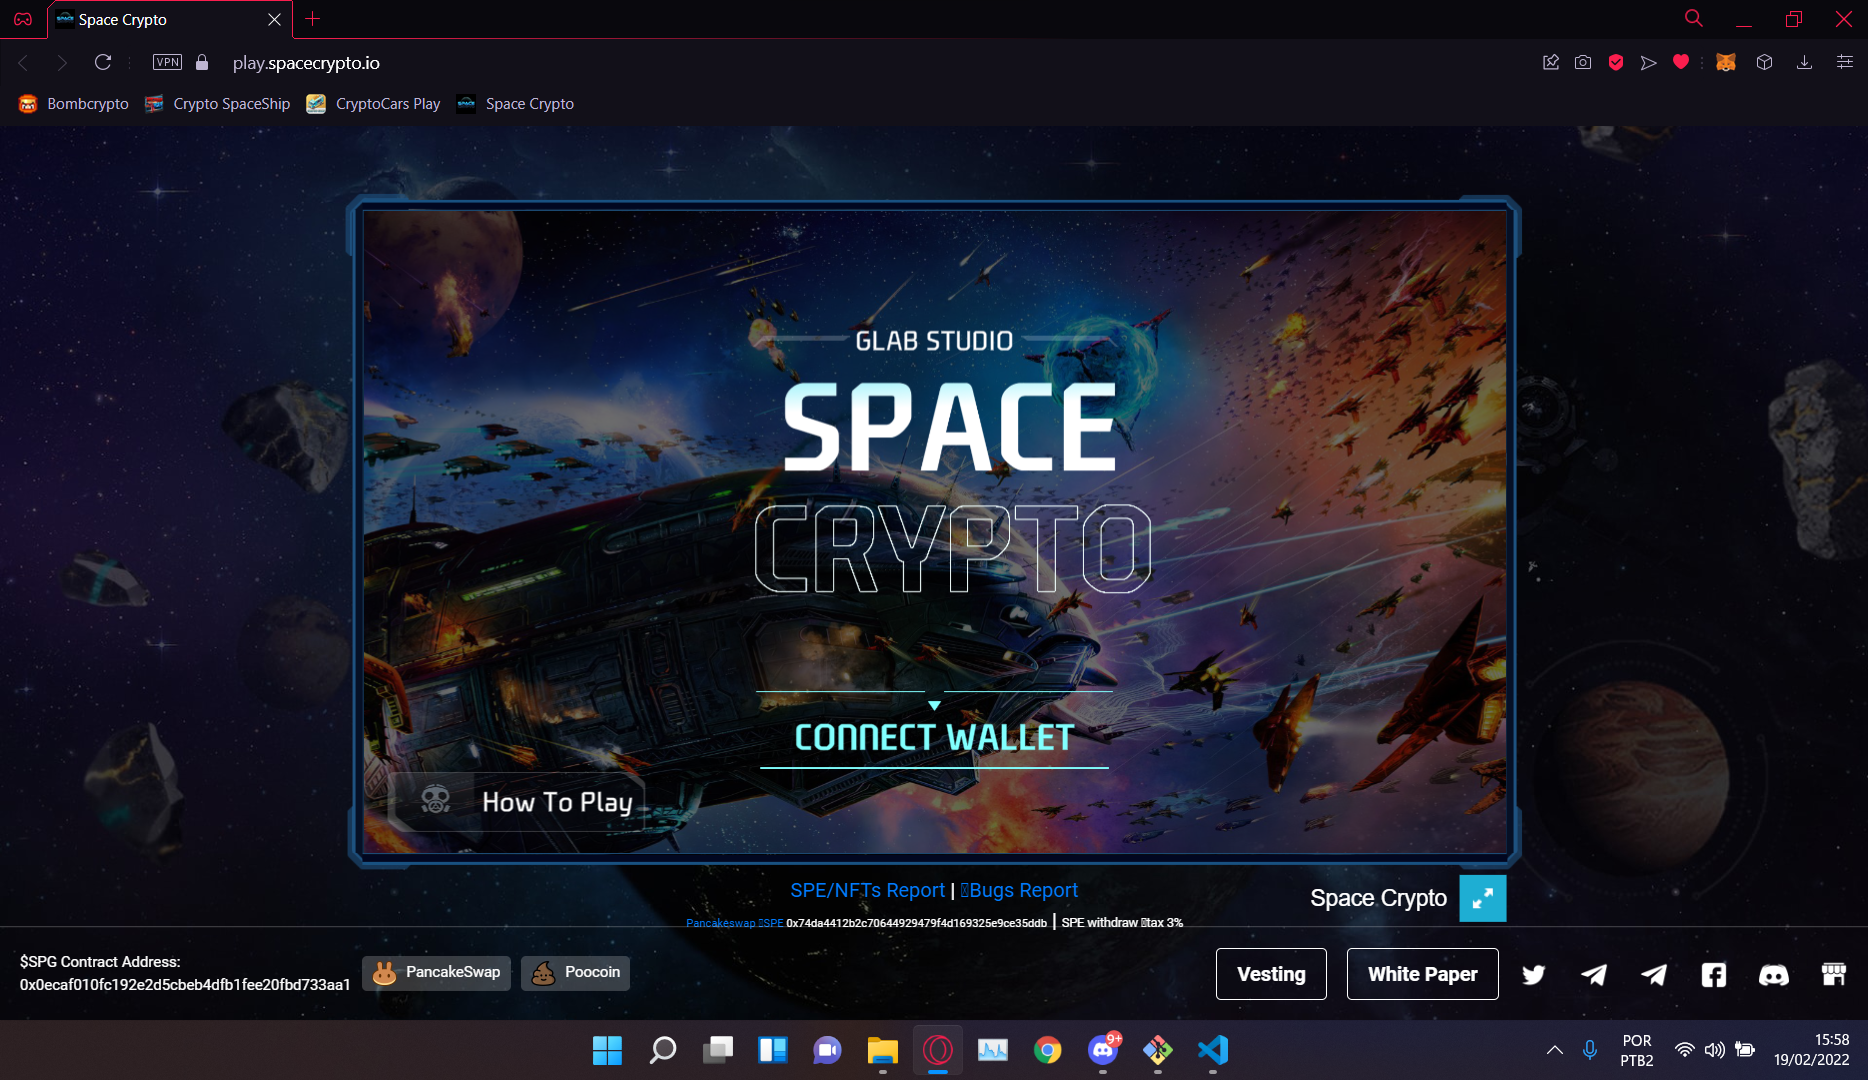 Space Crypto
VPN
play.spacecrypto.io
Bombcrypto
Crypto SpaceShip
CryptoCars Play
Space Crypto
GLAB STUDIO
SPACE
CRYPTO
CONNECT WALLET
How To Play
SPE/NFTs Report | Bugs Report
Space Crypto
Pancakeswap SPE 0x74da4412b2c70644929479f4d169325e9ce35ddb | SPE withdraw tax 3%
$SPG Contract Address:
0x0ecaf010fc192e2d5cbeb4dfb1fee20fbd733aa1
PancakeSwap
Poocoin
Vesting
White Paper
9+
POR
PTB2
15:58
19/02/2022